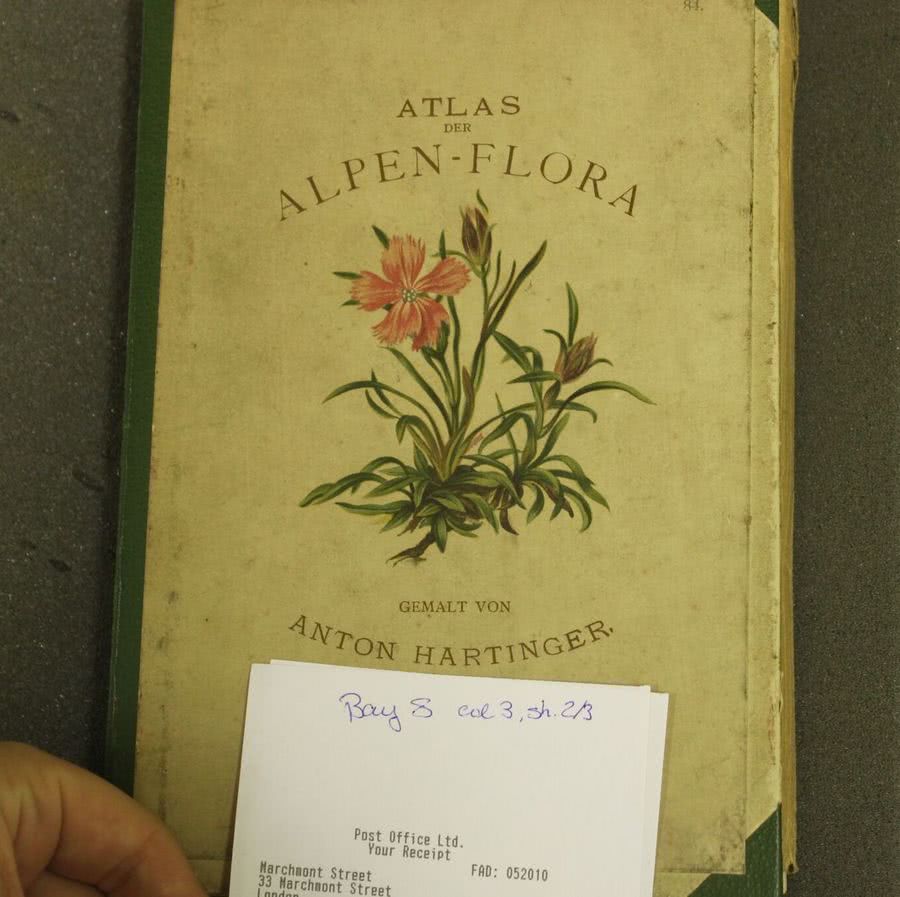 84.
ATLAS
DER
ALPEN-FLORA
GEMALT VON
ANTON HARTINGER.
Bay 8 col 3, sh. 2/3
Post Office Ltd.
Your Receipt
Marchmont Street FAD: 052010
33 Marchmont Street
London